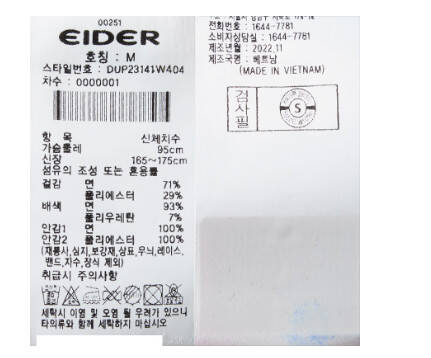 00251
EIDER
호칭 : M
스타일번호 : DUP23141W404
차수 : 0000001
항 목 신체치수
가슴둘레 95cm
신장 165~175cm
섬유의 조성 또는 혼용률
겉감 면 71%
폴리에스터 29%
배색 면 93%
폴리우레탄 7%
안감1 면 100%
안감2 폴리에스터 100%
(재봉사,심지,보강재,상표,무늬,레이스,
밴드,자수,장식 제외)
취급시 주의사항
세탁시 이염 및 오염 될 우려가 있으니
타의류와 함께 세탁하지 마십시오
전화번호 : 1644-7781
소비자상담실 : 1644-7781
제조년월 : 2022.11
제조국명 : 베트남
(MADE IN VIETNAM)
검사필
S